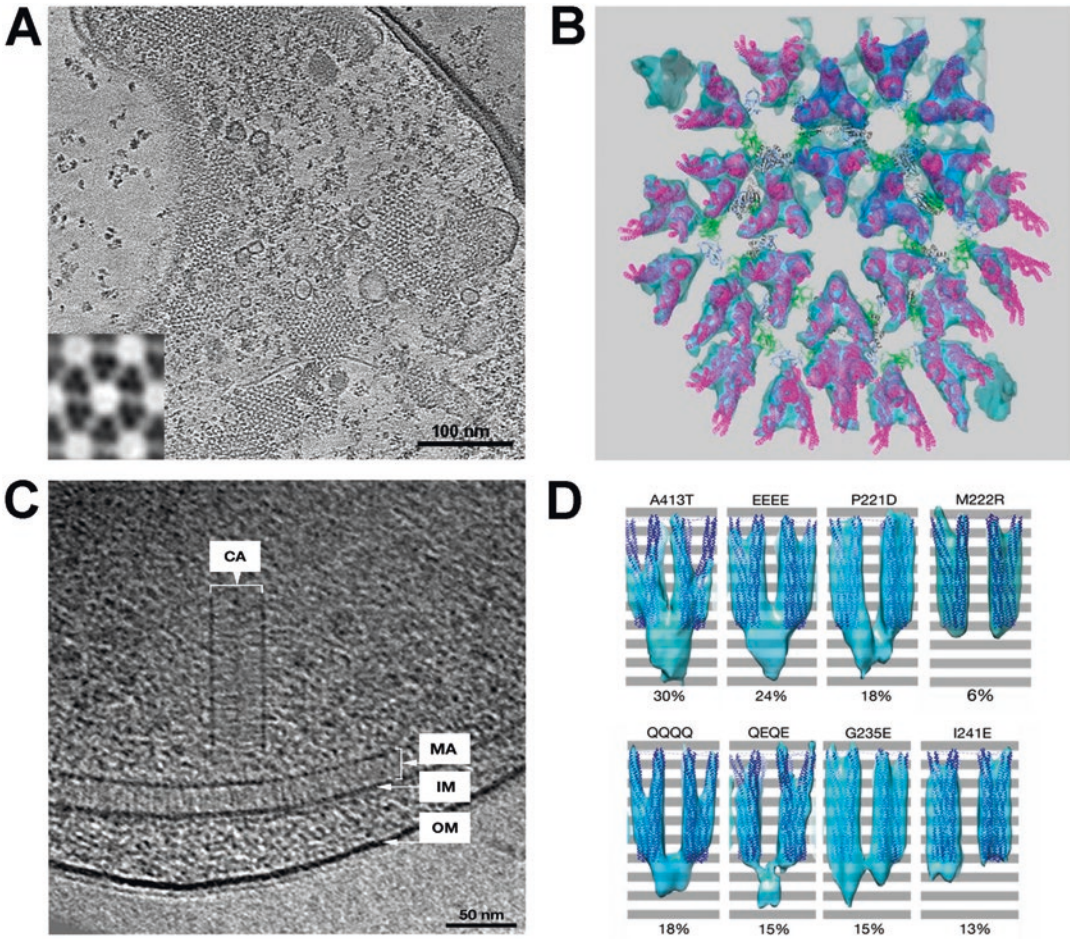 A
100 nm
B
C
CA
MA
IM
OM
50 nm
D
A413T EEEE P221D M222R
30% 24% 18% 6%
QQQQ QEQE G235E I241E
18% 15% 15% 13%